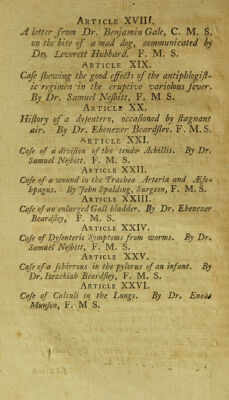 ARTICLE XVIII.
A letter from Dr. Benjamin Gale, C. M. S.
on the bite of a mad dog, communicated by
Dr. Leverett Hubbard. F. M. S.
ARTICLE XIX.
Caſe ſhewing the good effects of the antiphlogiſt-
ic regimen in the eruptive variolous fever.
By Dr. Samuel Neſbitt, F. M S.
ARTICLE XX.
Hiſtory of a dyſentery, occaſioned by ſtagnant
air. By Dr. Ebenezer Beardſley. F. M. S.
ARTICLE XXI.
Caſe of a diviſion of the tendo Achillis. By Dr.
Samuel Neſbitt, F. M. S.
ARTICLE XXII.
Caſe of a wound in the Trachea Arteria and Æſo-
phagus. By John Spalding, Surgeon, F. M. S.
ARTICLE XXIII.
Caſe of an enlarged Gall bladder. By Dr. Ebenezer
Beardſley, F. M. S.
ARTICLE XXIV.
Caſe of Dyſenteric Symptoms from worms. By Dr.
Samuel Neſbitt, F. M. S.
ARTICLE XXV.
Caſe of a ſchirrous in the pylorus of an infant. By
Dr. Hezekiah Beardſley, F. M. S.
ARTICLE XXVI.
Caſe of Calculi in the Lungs. By Dr. Eneas
Munſon, F. M S.